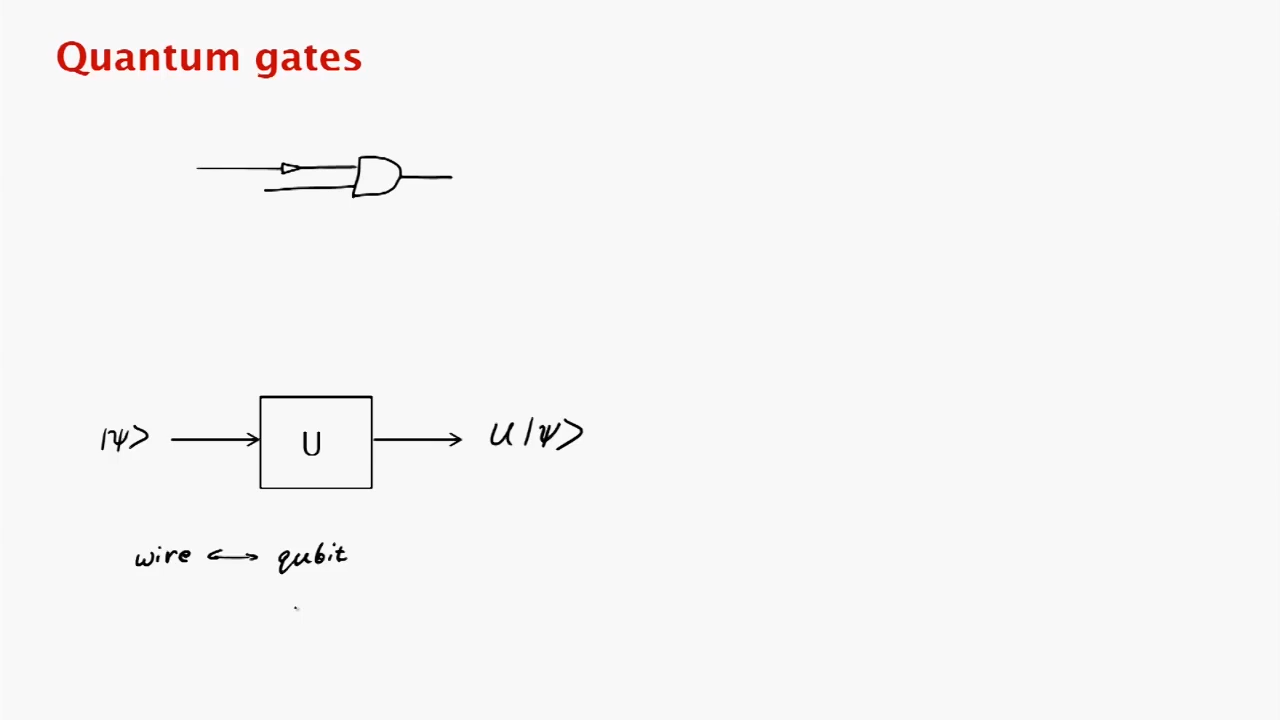 Quantum gates
|ψ> → U → U|ψ>
wire ↔ qubit